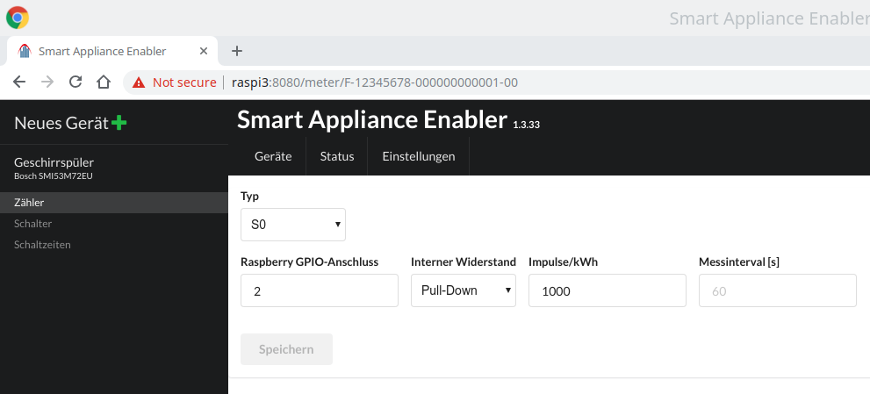 Smart Appliance Enabler
Smart Appliance Enabler × +
Not secure | raspi3:8080/meter/F-12345678-000000000001-00
Neues Gerät
Smart Appliance Enabler 1.3.33
Geräte Status Einstellungen
Geschirrspüler
Bosch SMI53M72EU
Zähler
Schalter
Schaltzeiten
Typ
S0
Raspberry GPIO-Anschluss Interner Widerstand Impulse/kWh Messinterval [s]
2 Pull-Down 1000 60
Speichern